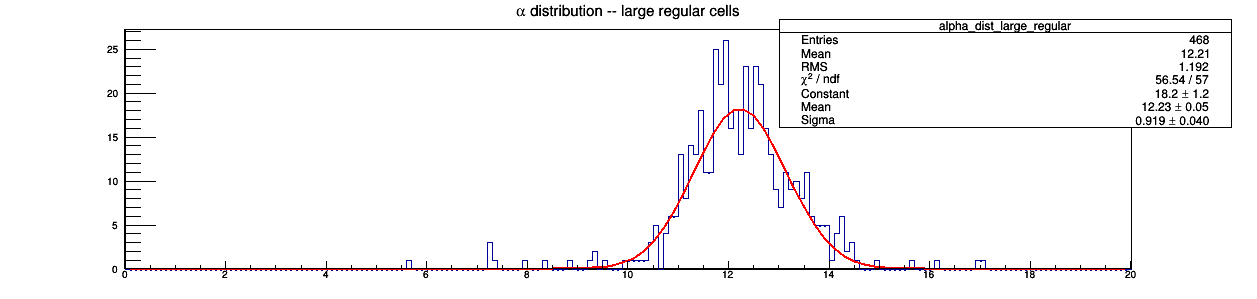 α distribution -- large regular cells
alpha_dist_large_regular
Entries 468
Mean 12.21
RMS 1.192
χ² / ndf 56.54 / 57
Constant 18.2 ± 1.2
Mean 12.23 ± 0.05
Sigma 0.919 ± 0.040
25
20
15
10
5
0
0 2 4 6 8 10 12 14 16 18 20